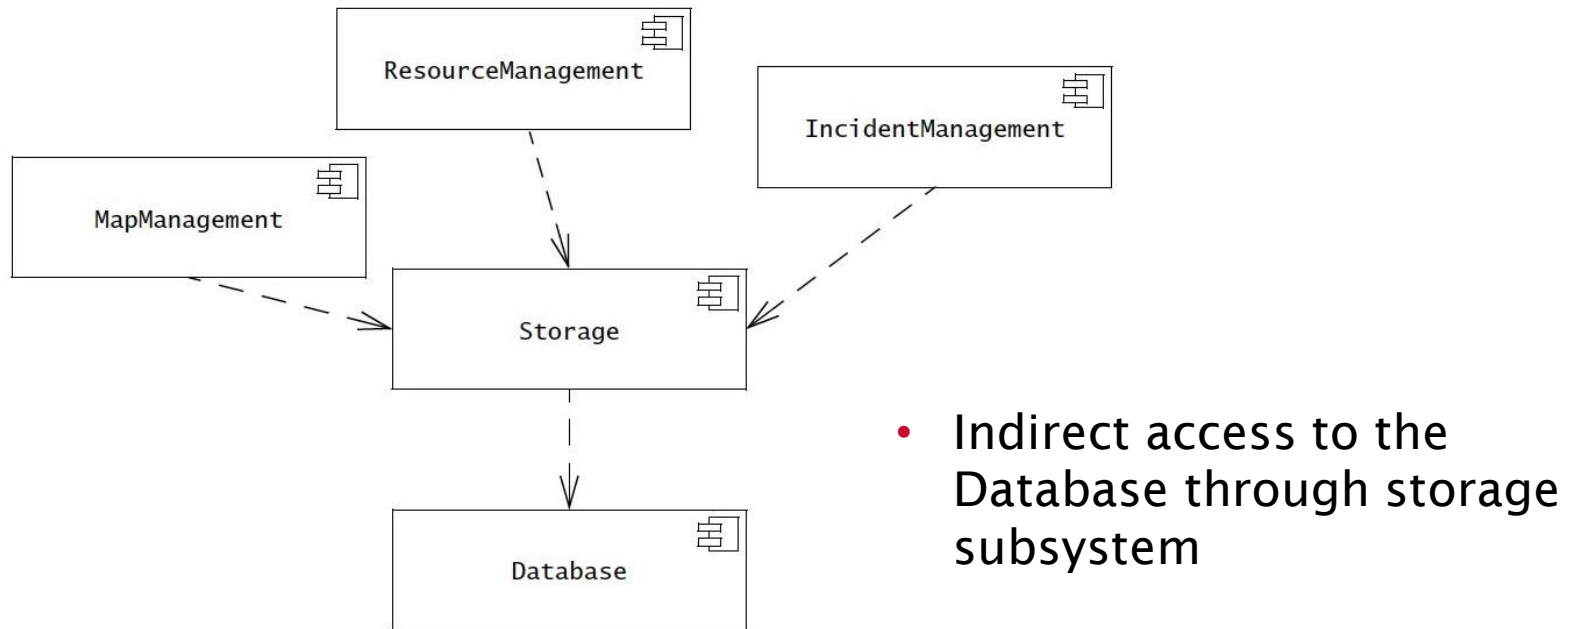 ResourceManagement
IncidentManagement
MapManagement
Storage
• Indirect access to the
Database through storage
subsystem
Database